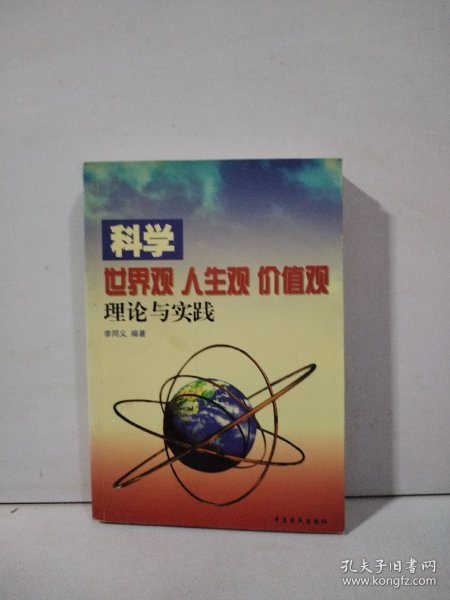 科学
世界观 人生观 价值观
理论与实践
李同义 编著
孔夫子旧书网
www.kongfz.com